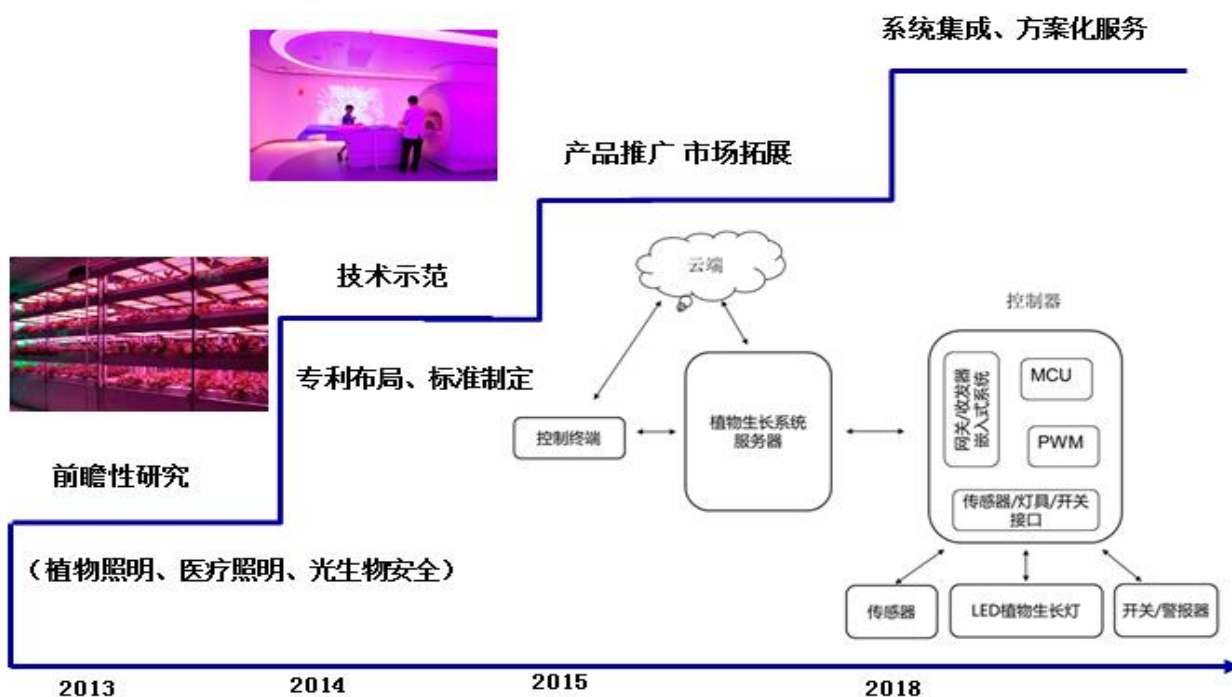 系统集成、方案化服务
产品推广 市场拓展
技术示范
专利布局、标准制定
前瞻性研究
（植物照明、医疗照明、光生物安全）
云端
控制终端
植物生长系统
服务器
控制器
网关/收发器
嵌入式系统
MCU
PWM
传感器/灯具/开关
接口
传感器
LED植物生长灯
开关/警报器
2013
2014
2015
2018